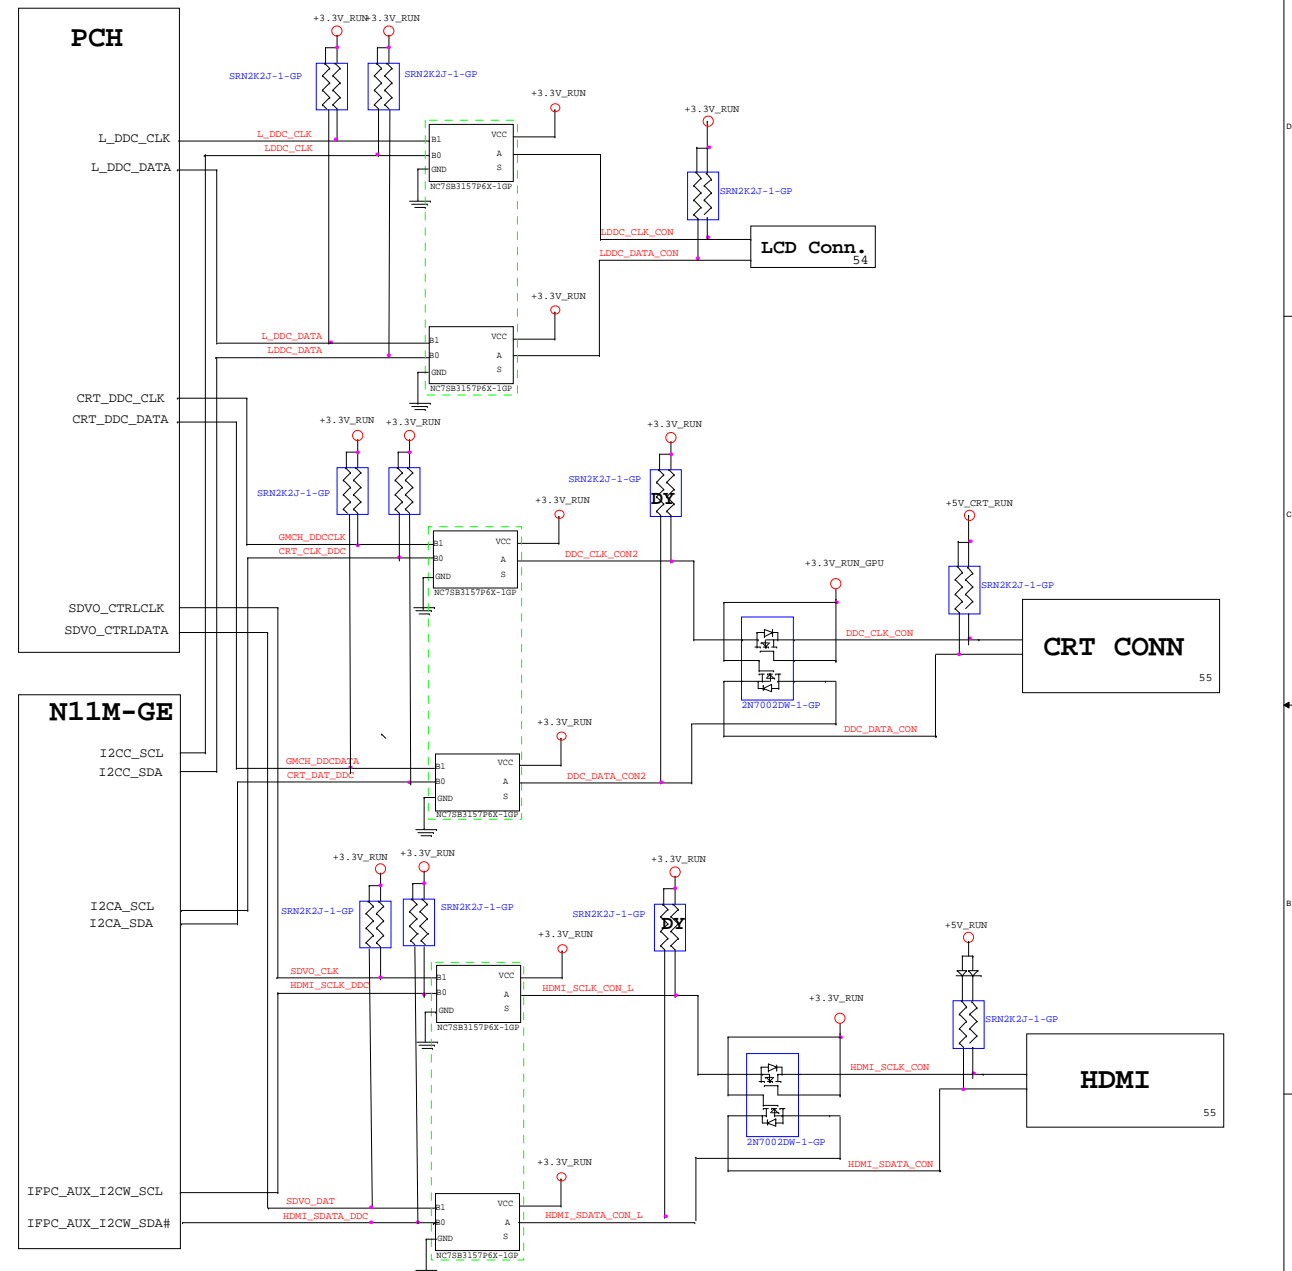 +3.3V_RUN
+3.3V_RUN
PCH
SRN2K2J-1-GP
SRN2K2J-1-GP
+3.3V_RUN
+3.3V_RUN
D
L_DDC_CLK
L_DDC_CLK
B1
VCC
LDDC_CLK
B0
A
L_DDC_DATA
GND
S
NC7SB3157P6X-1GP
SRN2K2J-1-GP
LDDC_CLK_CON
LCD Conn.
54
LDDC_DATA_CON
+3.3V_RUN
L_DDC_DATA
B1
VCC
LDDC_DATA
B0
A
GND
S
NC7SB3157P6X-1GP
CRT_DDC_CLK
CRT_DDC_DATA
+3.3V_RUN
+3.3V_RUN
+3.3V_RUN
SRN2K2J-1-GP
SRN2K2J-1-GP
DY
+3.3V_RUN
+5V_CRT_RUN
C
GMCH_DDCCLK
B1
VCC
CRT_CLK_DDC
B0
A
DDC_CLK_CON2
GND
S
NC7SB3157P6X-1GP
+3.3V_RUN_GPU
SRN2K2J-1-GP
SDVO_CTRLCLK
SDVO_CTRLDATA
DDC_CLK_CON
CRT CONN
55
N11M-GE
2N7002DW-1-GP
DDC_DATA_CON
+3.3V_RUN
I2CC_SCL
I2CC_SDA
GMCH_DDCDATA
B1
VCC
CRT_DAT_DDC
B0
A
DDC_DATA_CON2
GND
S
NC7SB3157P6X-1GP
+3.3V_RUN
+3.3V_RUN
+3.3V_RUN
I2CA_SCL
I2CA_SDA
SRN2K2J-1-GP
SRN2K2J-1-GP
SRN2K2J-1-GP
DY
B
+3.3V_RUN
+5V_RUN
SDVO_CLK
B1
VCC
HDMI_SCLK_DDC
B0
A
HDMI_SCLK_CON_L
GND
S
NC7SB3157P6X-1GP
+3.3V_RUN
SRN2K2J-1-GP
HDMI_SCLK_CON
HDMI
55
2N7002DW-1-GP
HDMI_SDATA_CON
+3.3V_RUN
IFPC_AUX_I2CW_SCL
SDVO_DAT
B1
VCC
IFPC_AUX_I2CW_SDA#
HDMI_SDATA_DDC
B0
A
HDMI_SDATA_CON_L
GND
S
NC7SB3157P6X-1GP